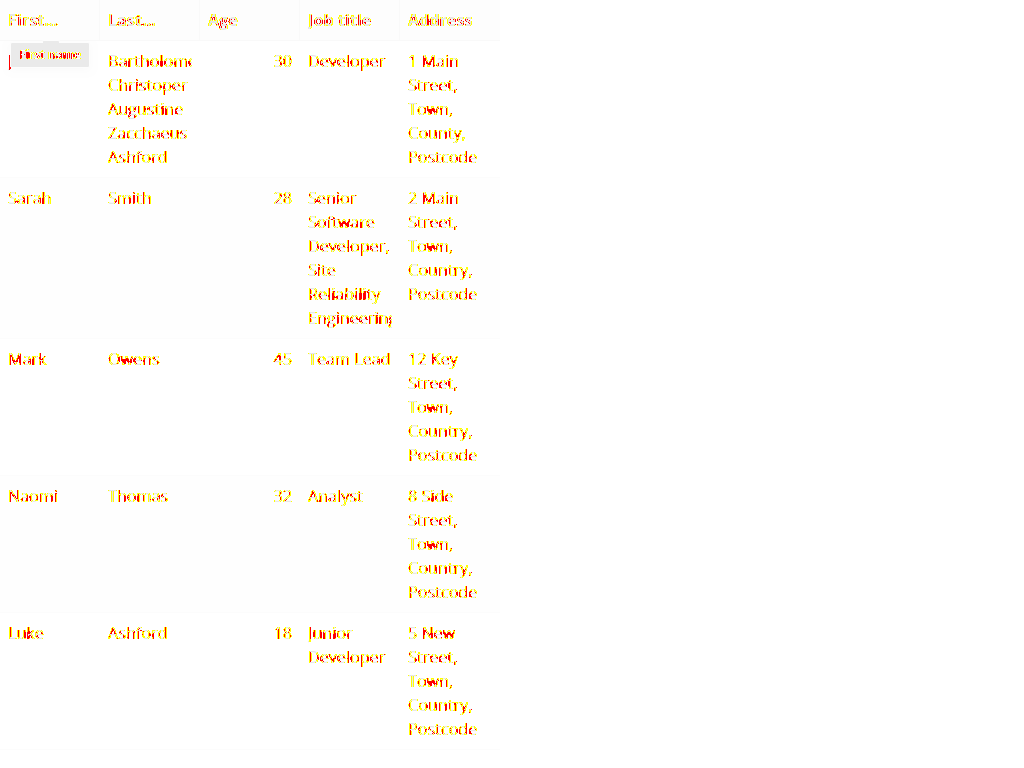 First... Last... Age Job title Address
First name
Bartholome 30 Developer 1 Main
Christoper Street,
Augustine Town,
Zacchaeus County,
Ashford Postcode
Sarah Smith 28 Senior 2 Main
Software Street,
Developer, Town,
Site Country,
Reliability Postcode
Engineering
Mark Owens 45 Team Lead 12 Key
Street,
Town,
Country,
Postcode
Naomi Thomas 32 Analyst 8 Side
Street,
Town,
Country,
Postcode
Luke Ashford 18 Junior 5 New
Developer Street,
Town,
Country,
Postcode